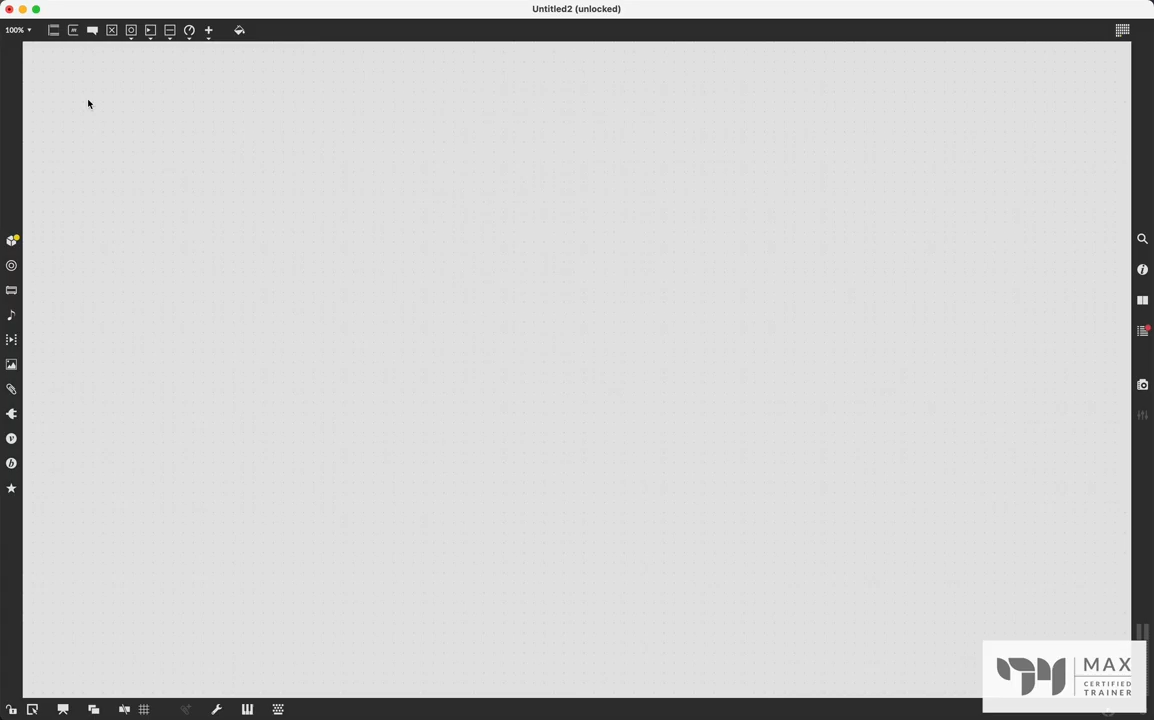 Untitled2 (unlocked)
100%
m
i
v
b
MAX
CERTIFIED
TRAINER